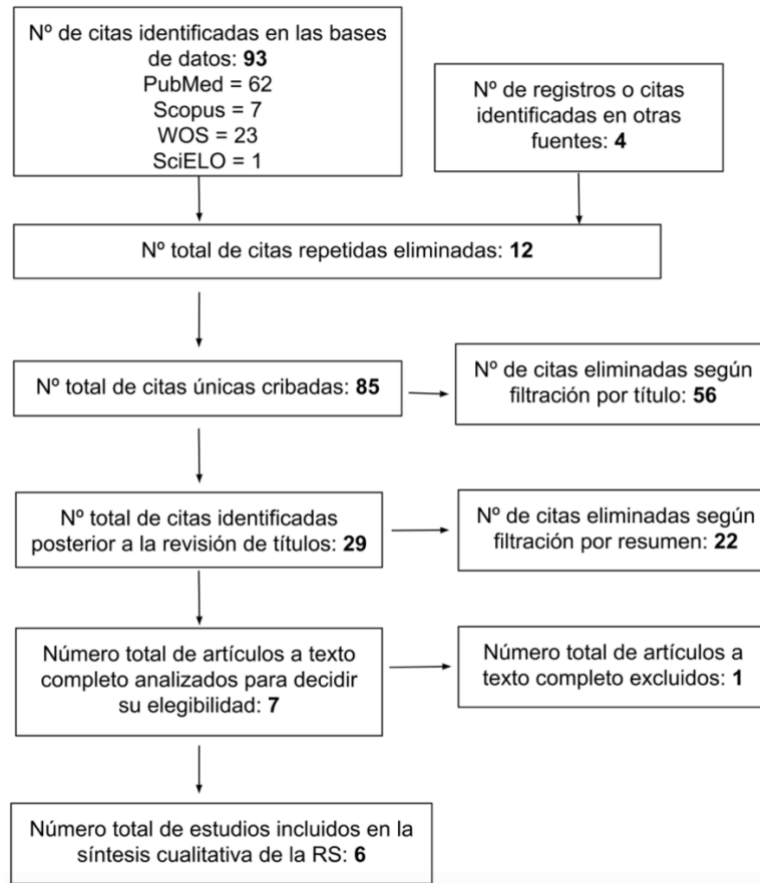 Nº de citas identificadas en las bases
de datos: 93
PubMed = 62
Scopus = 7
WOS = 23
SciELO = 1
Nº de registros o citas
identificadas en otras
fuentes: 4
Nº total de citas repetidas eliminadas: 12
Nº total de citas únicas cribadas: 85
Nº de citas eliminadas según
filtración por título: 56
Nº total de citas identificadas
posterior a la revisión de títulos: 29
Nº de citas eliminadas según
filtración por resumen: 22
Número total de artículos a texto
completo analizados para decidir
su elegibilidad: 7
Número total de artículos a
texto completo excluidos: 1
Número total de estudios incluidos en la
síntesis cualitativa de la RS: 6